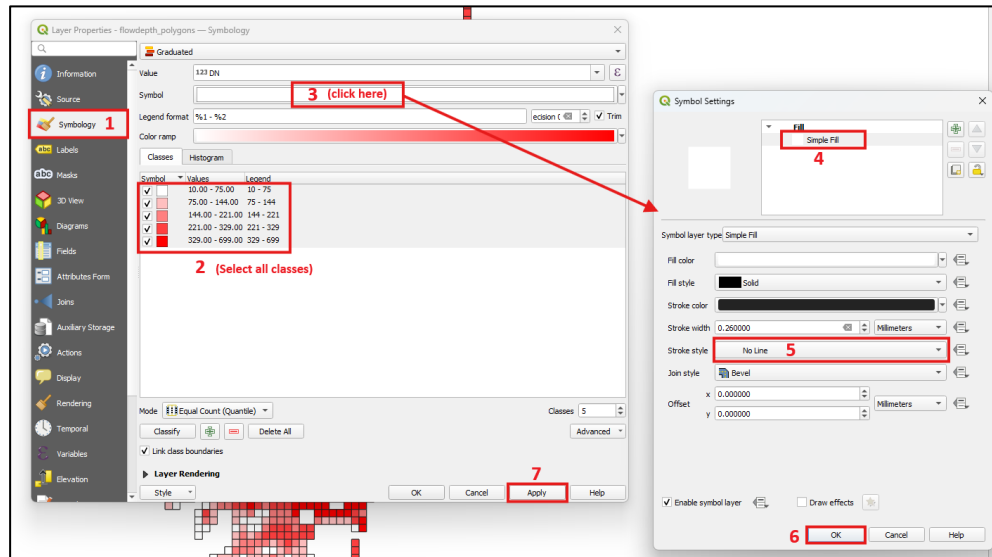 Layer Properties - flowdepth_polygons — Symbology
Information
Source
Symbology 1
abc Labels
abc Masks
3D View
Diagrams
Fields
Attributes Form
Joins
Auxiliary Storage
Actions
Display
Rendering
Temporal
Variables
Elevation
Graduated
Value 123 DN ε
Symbol 3 (click here)
Legend format %1 - %2 ecision ( Trim
Color ramp
Classes Histogram
Symbol Values Legend
10.00 - 75.00 10 - 75
75.00 - 144.00 75 - 144
144.00 - 221.00 144 - 221
221.00 - 329.00 221 - 329
329.00 - 699.00 329 - 699
2 (Select all classes)
Mode Equal Count (Quantile) Classes 5
Classify Delete All Advanced
Link class boundaries
Layer Rendering
7
Style OK Cancel Apply Help
Symbol Settings
Fill
Simple Fill
4
Symbol layer type Simple Fill
Fill color
Fill style Solid
Stroke color
Stroke width 0.260000 Millimeters
Stroke style No Line 5
Join style Bevel
Offset x 0.000000 Millimeters
y 0.000000
Enable symbol layer Draw effects
6 OK Cancel Help